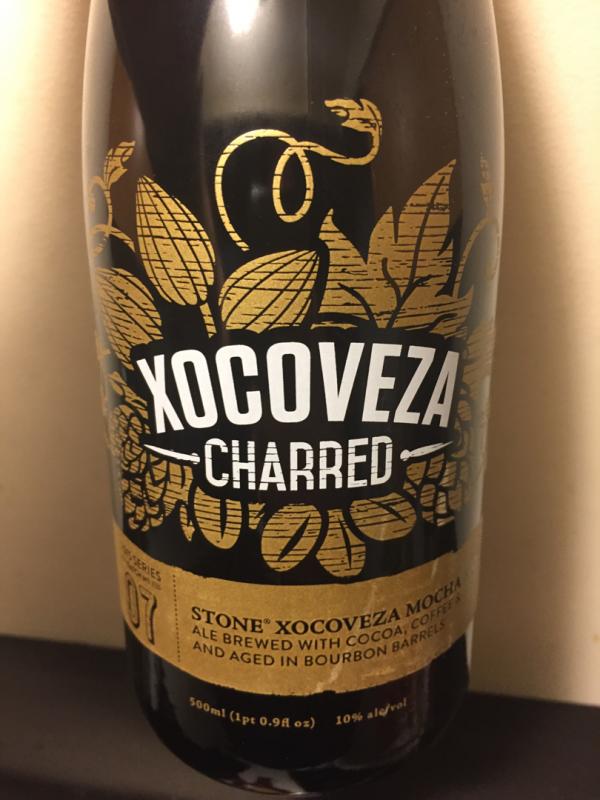 XOCOVEZA
CHARRED
SERIES
07
STONE® XOCOVEZA MOCHA
ALE BREWED WITH COCOA, COFFEE
AND AGED IN BOURBON BARRELS
500ml (1pt 0.9fl oz) 10% alc/vol